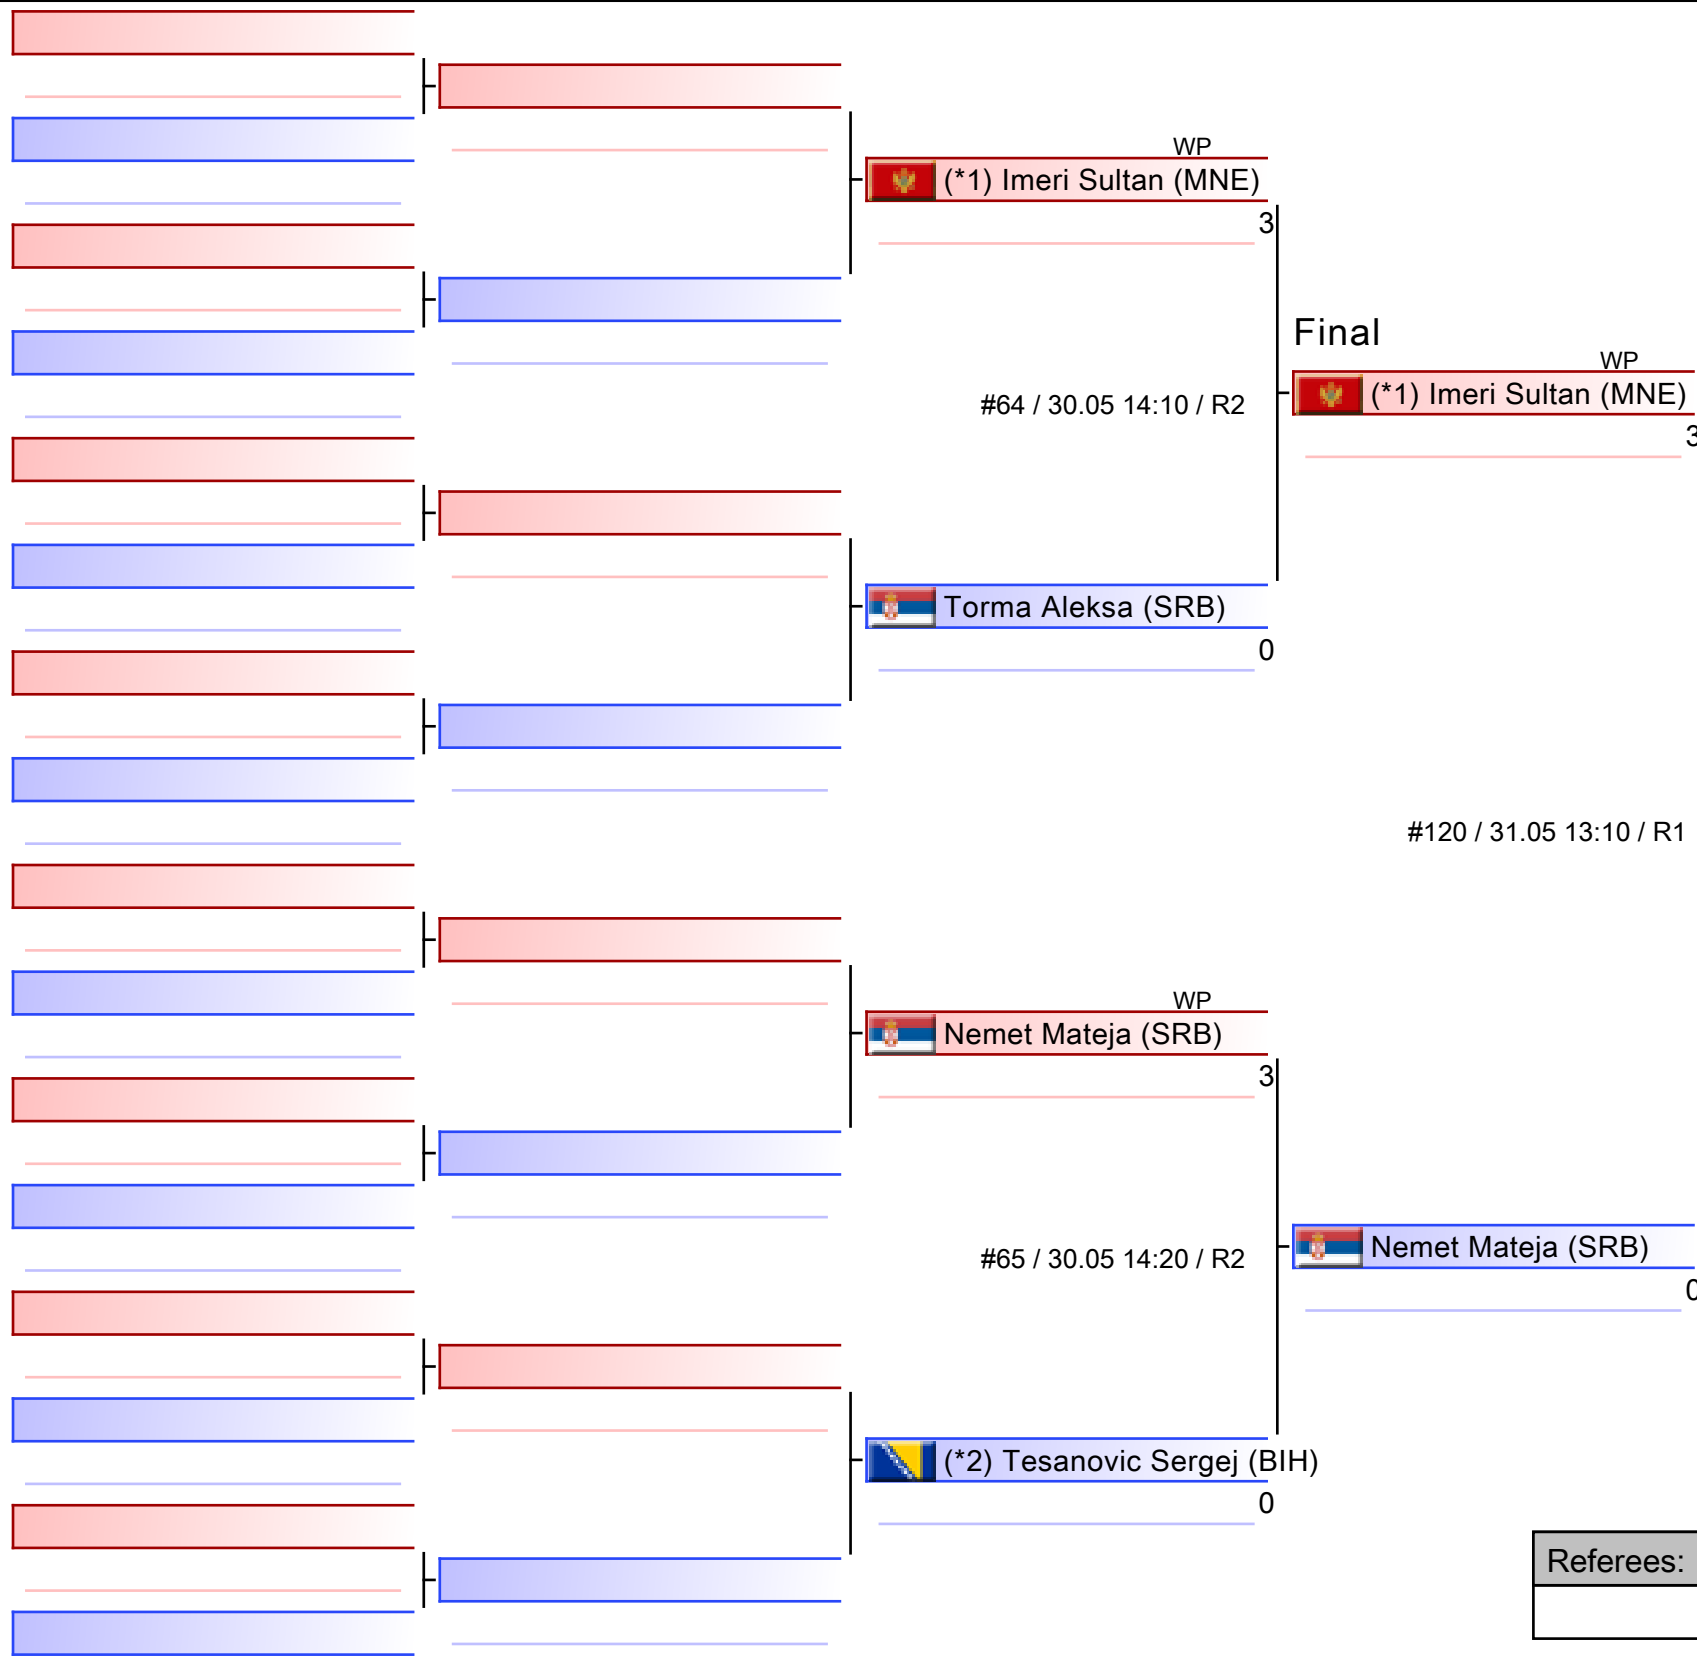 WP
(*1) Imeri Sultan (MNE)
3
Final
WP
(*1) Imeri Sultan (MNE)
3
#64 / 30.05 14:10 / R2
Torma Aleksa (SRB)
0
#120 / 31.05 13:10 / R1
WP
Nemet Mateja (SRB)
3
#65 / 30.05 14:20 / R2
Nemet Mateja (SRB)
0
(*2) Tesanovic Sergej (BIH)
0
Referees: